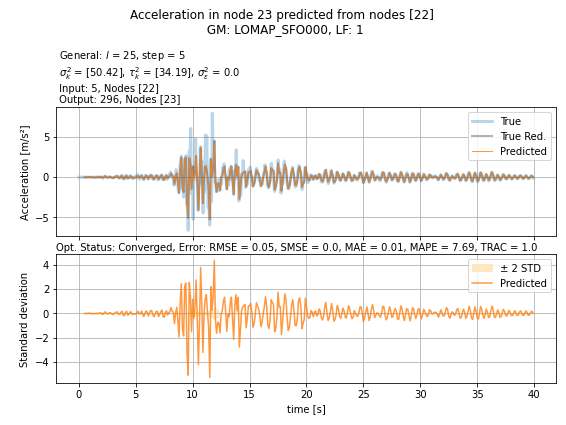 Acceleration in node 23 predicted from nodes [22]
GM: LOMAP_SFO000, LF: 1
General: l = 25, step = 5
σ²ₖ = [50.42], τ²ₖ = [34.19], σ²ₛ = 0.0
Input: 5, Nodes [22]
Output: 296, Nodes [23]
True
True Red.
Predicted
5
0
−5
Acceleration [m/s²]
Opt. Status: Converged, Error: RMSE = 0.05, SMSE = 0.0, MAE = 0.01, MAPE = 7.69, TRAC = 1.0
± 2 STD
Predicted
4
2
0
−2
−4
Standard deviation
0 5 10 15 20 25 30 35 40
time [s]